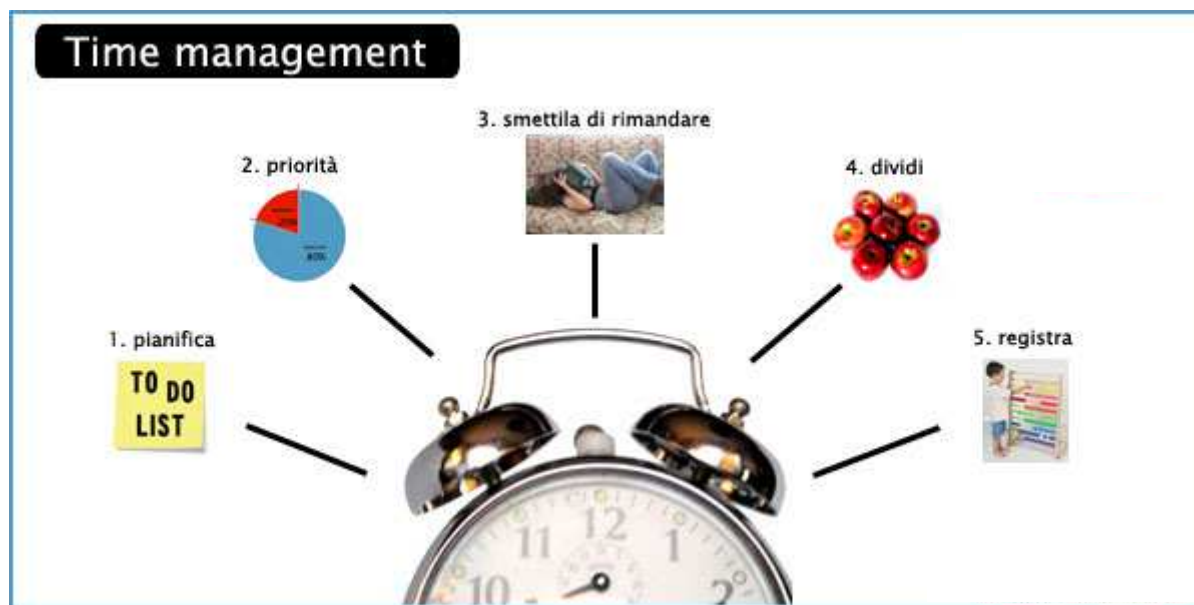 Time management
3. smettila di rimandare
2. priorità
4. dividi
1. pianifica
5. registra
TO DO
LIST
80%
12
11
1
10
2